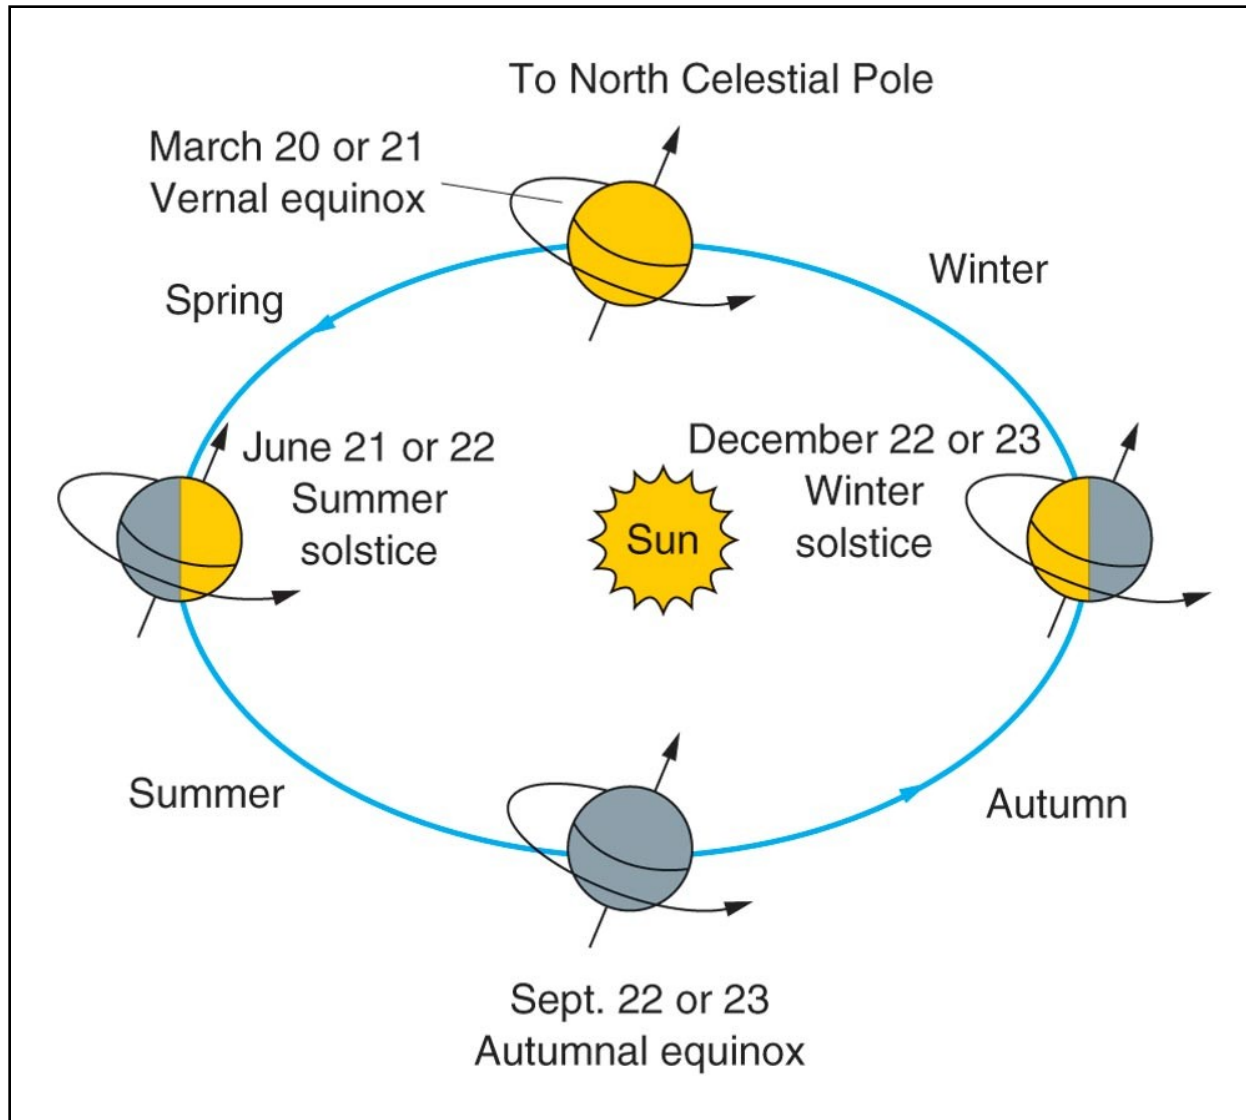 To North Celestial Pole
March 20 or 21
Vernal equinox
Winter
Spring
June 21 or 22
Summer
solstice
Sun
December 22 or 23
Winter
solstice
Summer
Autumn
Sept. 22 or 23
Autumnal equinox